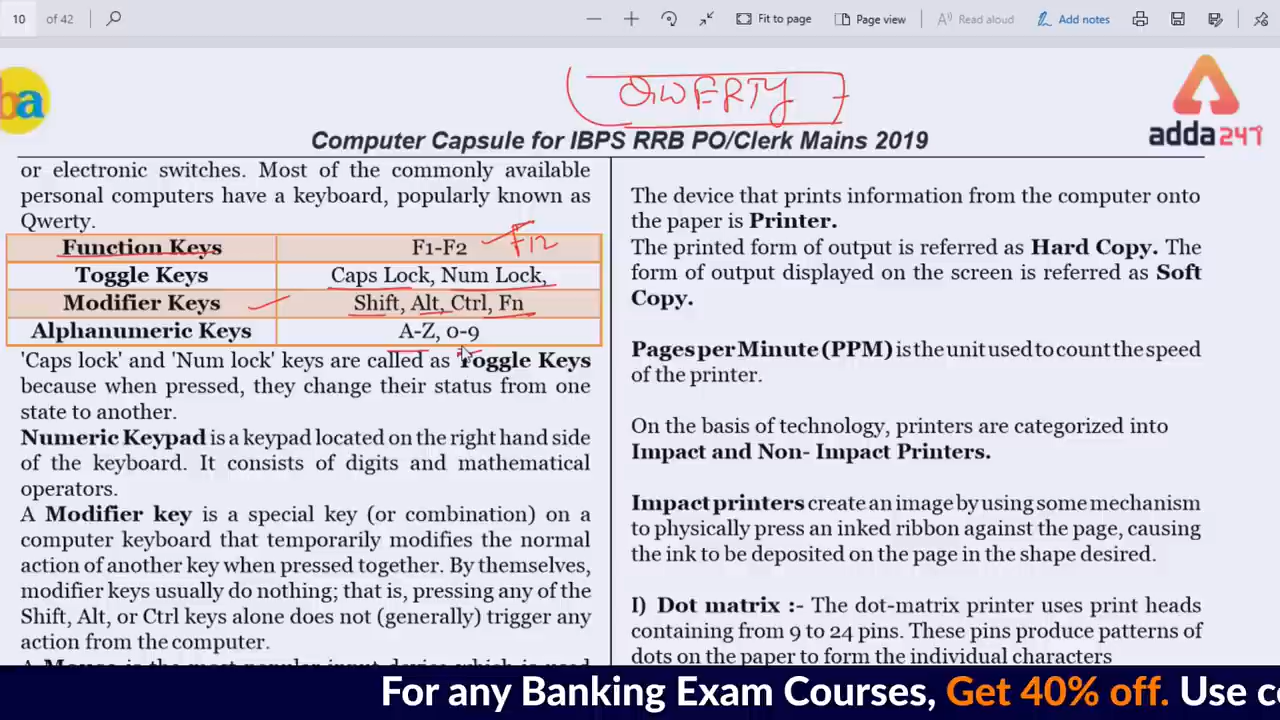 10 of 42 Fit to page Page view Read aloud Add notes
QWERTY
ba
Computer Capsule for IBPS RRB PO/Clerk Mains 2019
adda247
or electronic switches. Most of the commonly available
personal computers have a keyboard, popularly known as
Qwerty.
Function Keys F1-F2 F12
Toggle Keys Caps Lock, Num Lock,
Modifier Keys Shift, Alt, Ctrl, Fn
Alphanumeric Keys A-Z, 0-9
'Caps lock' and 'Num lock' keys are called as Toggle Keys
because when pressed, they change their status from one
state to another.
Numeric Keypad is a keypad located on the right hand side
of the keyboard. It consists of digits and mathematical
operators.
A Modifier key is a special key (or combination) on a
computer keyboard that temporarily modifies the normal
action of another key when pressed together. By themselves,
modifier keys usually do nothing; that is, pressing any of the
Shift, Alt, or Ctrl keys alone does not (generally) trigger any
action from the computer.
A Mouse is the most popular input device which is used
The device that prints information from the computer onto
the paper is Printer.
The printed form of output is referred as Hard Copy. The
form of output displayed on the screen is referred as Soft
Copy.
Pages per Minute (PPM) is the unit used to count the speed
of the printer.
On the basis of technology, printers are categorized into
Impact and Non- Impact Printers.
Impact printers create an image by using some mechanism
to physically press an inked ribbon against the page, causing
the ink to be deposited on the page in the shape desired.
I) Dot matrix :- The dot-matrix printer uses print heads
containing from 9 to 24 pins. These pins produce patterns of
dots on the paper to form the individual characters
For any Banking Exam Courses, Get 40% off. Use co